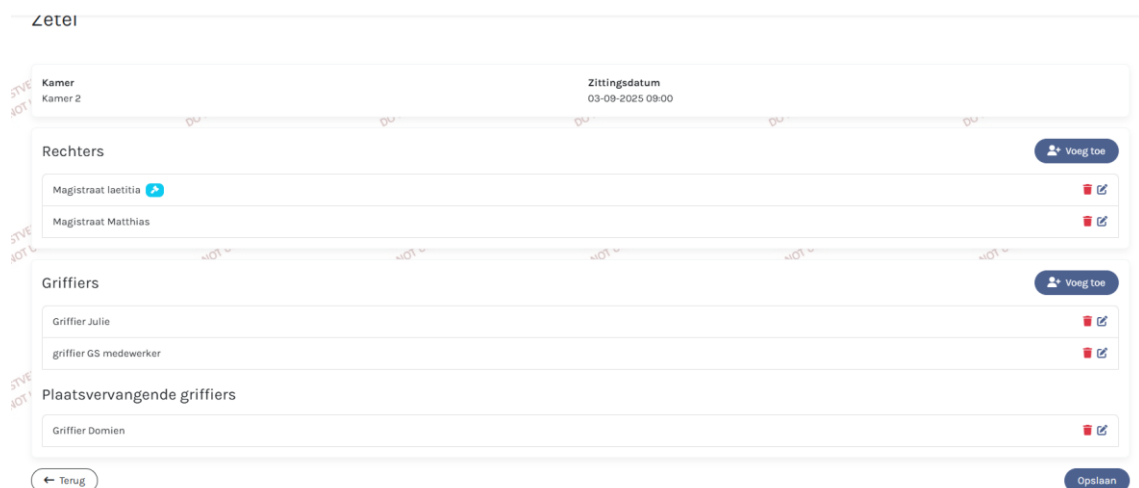 Zetel
Kamer
Kamer 2
Zittingsdatum
03-09-2025 09:00
Rechters
Voeg toe
Magistraat laetitia
Magistraat Matthias
Griffiers
Voeg toe
Griffier Julie
griffier GS medewerker
Plaatsvervangende griffiers
Griffier Domien
Terug
Opslaan